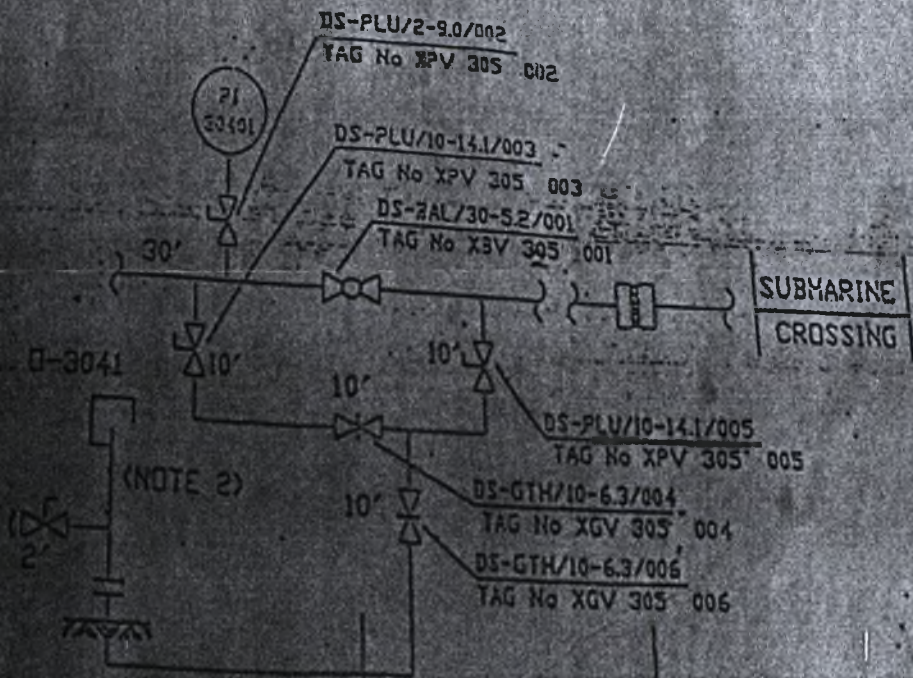 DS-PLU/2-9.0/002
TAG No XPV 305 002
PI
30401
DS-PLU/10-14.1/003
TAG No XPV 305 003
DS-BAL/30-5.2/001
TAG No XBV 305 001
30'
SUBMARINE
CROSSING
10'
10'
-3041
10'
DS-PLU/10-14.1/005
TAG No XPV 305 005
(NOTE 2)
10'
DS-GTH/10-6.3/004
TAG No XGV 305 004
2'
DS-GTH/10-6.3/006
TAG No XGV 305 006